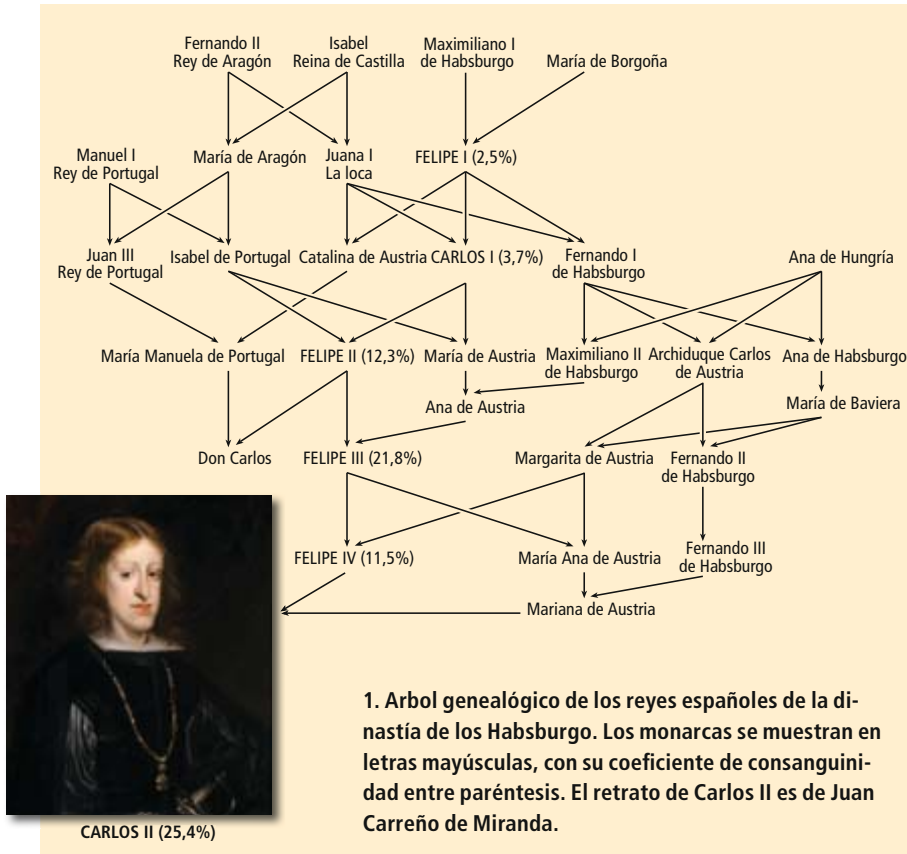 Fernando II
Rey de Aragón
Isabel
Reina de Castilla
Maximiliano I
de Habsburgo
María de Borgoña
Manuel I
Rey de Portugal
María de Aragón
Juana I
La loca
FELIPE I (2,5%)
Juan III
Rey de Portugal
Isabel de Portugal
Catalina de Austria
CARLOS I (3,7%)
Fernando I
de Habsburgo
Ana de Hungría
María Manuela de Portugal
FELIPE II (12,3%)
María de Austria
Maximiliano II
de Habsburgo
Archiduque Carlos
de Austria
Ana de Habsburgo
Ana de Austria
María de Baviera
Don Carlos
FELIPE III (21,8%)
Margarita de Austria
Fernando II
de Habsburgo
FELIPE IV (11,5%)
María Ana de Austria
Fernando III
de Habsburgo
Mariana de Austria
CARLOS II (25,4%)
1. Arbol genealógico de los reyes españoles de la di-
nastía de los Habsburgo. Los monarcas se muestran en
letras mayúsculas, con su coeficiente de consanguini-
dad entre paréntesis. El retrato de Carlos II es de Juan
Carreño de Miranda.